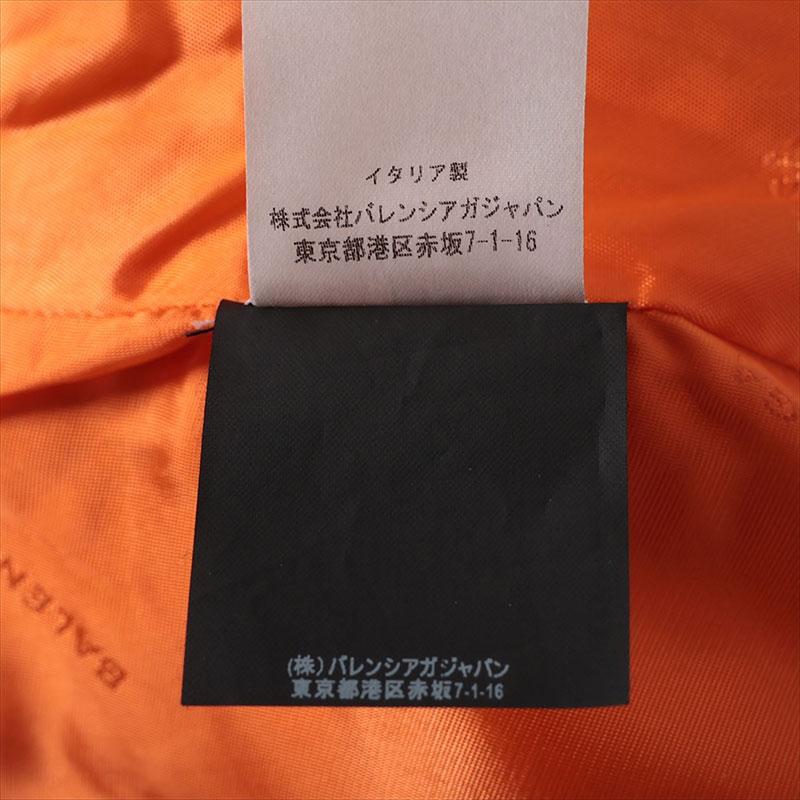 イタリア製
株式会社バレンシアガジャパン
東京都港区赤坂7-1-16
(株)バレンシアガジャパン
東京都港区赤坂7-1-16
BALEN